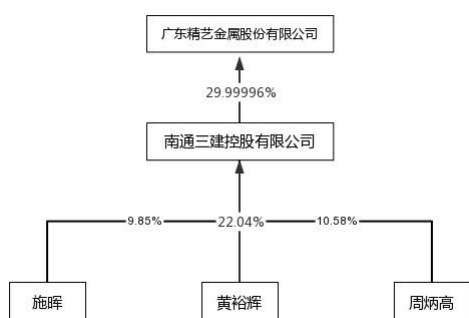 广东精艺金属股份有限公司
29.99996%
南通三建控股有限公司
9.85%
22.04%
10.58%
施晖
黄裕辉
周炳高